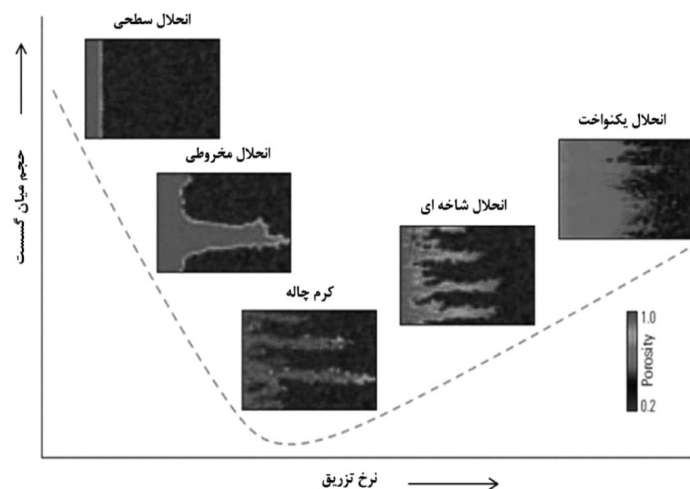 انحلال سطحی
انحلال یکنواخت
انحلال مخروطی
انحلال شاخه ای
کرم چاله
حجم میان گسست
1.0
Porosity
0.2
نرخ تزریق